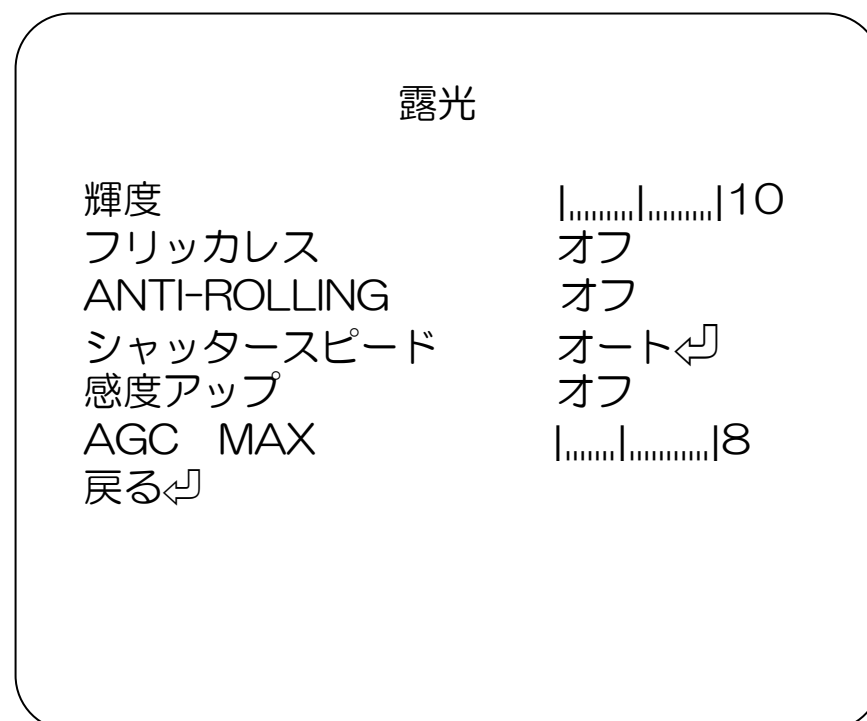 露光
輝度 |.........|.........|10
フリッカレス オフ
ANTI-ROLLING オフ
シャッタースピード オート⏎
感度アップ オフ
AGC MAX |.......|...........|8
戻る⏎